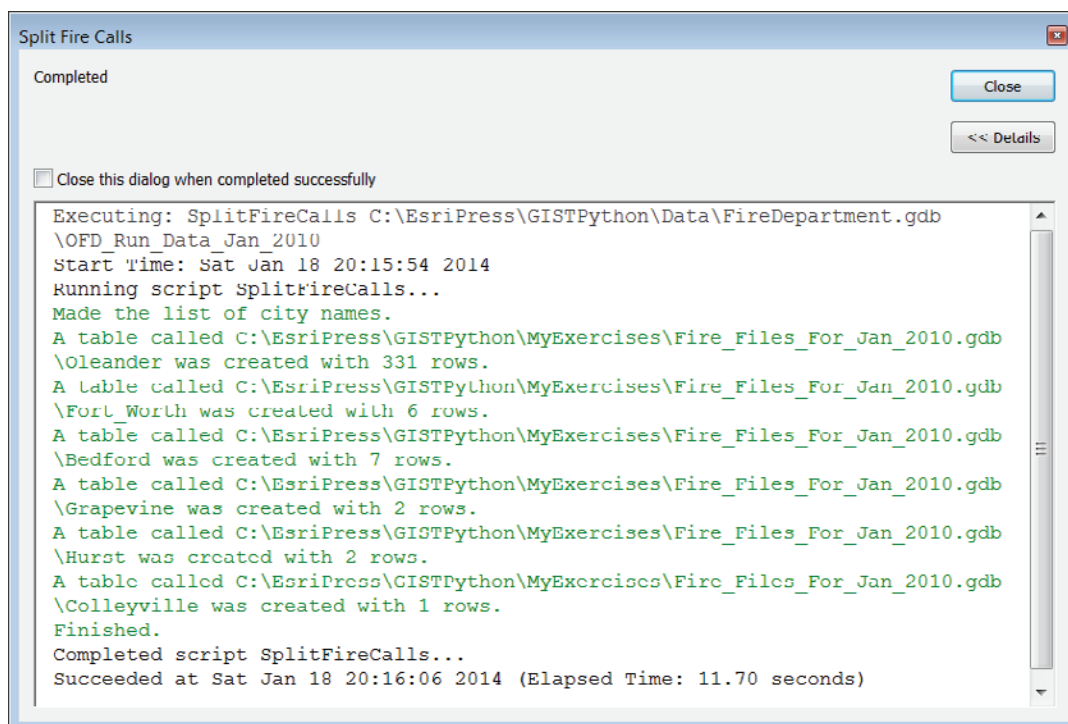 Split Fire Calls
Completed
Close
<< Details
Close this dialog when completed successfully
Executing: SplitFireCalls C:\EsriPress\GISTPython\Data\FireDepartment.gdb
\OFD_Run_Data_Jan_2010
Start Time: Sat Jan 18 20:15:54 2014
Running script SplitFireCalls...
Made the list of city names.
A table called C:\EsriPress\GISTPython\MyExercises\Fire_Files_For_Jan_2010.gdb
\Oleander was created with 331 rows.
A table called C:\EsriPress\GISTPython\MyExercises\Fire_Files_For_Jan_2010.gdb
\Fort_Worth was created with 6 rows.
A table called C:\EsriPress\GISTPython\MyExercises\Fire_Files_For_Jan_2010.gdb
\Bedford was created with 7 rows.
A table called C:\EsriPress\GISTPython\MyExercises\Fire_Files_For_Jan_2010.gdb
\Grapevine was created with 2 rows.
A table called C:\EsriPress\GISTPython\MyExercises\Fire_Files_For_Jan_2010.gdb
\Hurst was created with 2 rows.
A table called C:\EsriPress\GISTPython\MyExercises\Fire_Files_For_Jan_2010.gdb
\Colleyville was created with 1 rows.
Finished.
Completed script SplitFireCalls...
Succeeded at Sat Jan 18 20:16:06 2014 (Elapsed Time: 11.70 seconds)